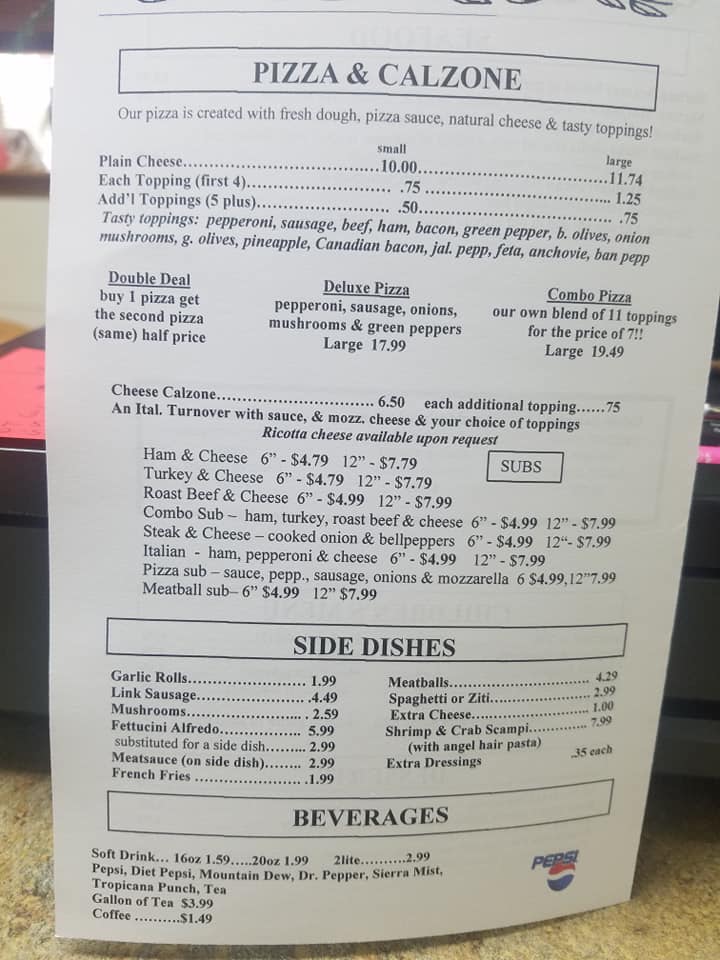 PIZZA & CALZONE
Our pizza is created with fresh dough, pizza sauce, natural cheese & tasty toppings!
small large
Plain Cheese.......................................10.00.....................................11.74
Each Topping (first 4)............................. .75 ................................... 1.25
Add'l Toppings (5 plus)........................... .50..................................... .75
Tasty toppings: pepperoni, sausage, beef, ham, bacon, green pepper, b. olives, onion
mushrooms, g. olives, pineapple, Canadian bacon, jal. pepp, feta, anchovie, ban pepp
Double Deal
buy 1 pizza get
the second pizza
(same) half price
Deluxe Pizza
pepperoni, sausage, onions,
mushrooms & green peppers
Large 17.99
Combo Pizza
our own blend of 11 toppings
for the price of 7!!
Large 19.49
Cheese Calzone............................... 6.50 each additional topping......75
An Ital. Turnover with sauce, & mozz. cheese & your choice of toppings
Ricotta cheese available upon request
SUBS
Ham & Cheese 6” - $4.79 12” - $7.79
Turkey & Cheese 6” - $4.79 12” - $7.79
Roast Beef & Cheese 6” - $4.99 12” - $7.99
Combo Sub – ham, turkey, roast beef & cheese 6” - $4.99 12” - $7.99
Steak & Cheese – cooked onion & bellpeppers 6” - $4.99 12“- $7.99
Italian - ham, pepperoni & cheese 6” - $4.99 12” - $7.99
Pizza sub – sauce, pepp., sausage, onions & mozzarella 6 $4.99,12”7.99
Meatball sub– 6” $4.99 12” $7.99
SIDE DISHES
Garlic Rolls........................ 1.99
Link Sausage...................... .4.49
Mushrooms...................... . 2.59
Fettucini Alfredo................ 5.99
substituted for a side dish......... 2.99
Meatsauce (on side dish)........ 2.99
French Fries ..................... .1.99
Meatballs............................ 4.29
Spaghetti or Ziti...................... 2.99
Extra Cheese......................... 1.00
Shrimp & Crab Scampi............. 7.99
(with angel hair pasta)
Extra Dressings .35 each
BEVERAGES
Soft Drink... 16oz 1.59.....20oz 1.99 2lite..........2.99
Pepsi, Diet Pepsi, Mountain Dew, Dr. Pepper, Sierra Mist,
Tropicana Punch, Tea
Gallon of Tea $3.99
Coffee ..........$1.49
PEPSI